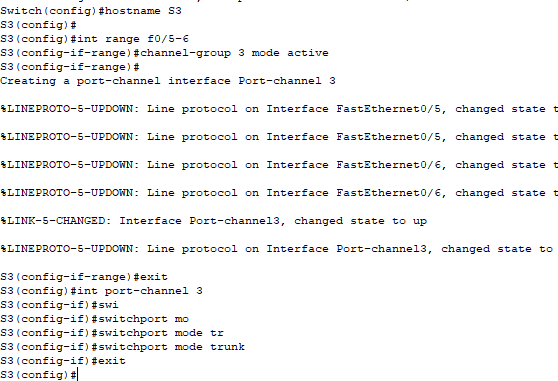 Switch(config)#hostname S3
S3(config)#
S3(config)#int range f0/5-6
S3(config-if-range)#channel-group 3 mode active
S3(config-if-range)#
Creating a port-channel interface Port-channel 3
%LINEPROTO-5-UPDOWN: Line protocol on Interface FastEthernet0/5, changed state t
%LINEPROTO-5-UPDOWN: Line protocol on Interface FastEthernet0/5, changed state t
%LINEPROTO-5-UPDOWN: Line protocol on Interface FastEthernet0/6, changed state t
%LINEPROTO-5-UPDOWN: Line protocol on Interface FastEthernet0/6, changed state t
%LINK-5-CHANGED: Interface Port-channel3, changed state to up
%LINEPROTO-5-UPDOWN: Line protocol on Interface Port-channel3, changed state to
S3(config-if-range)#exit
S3(config)#int port-channel 3
S3(config-if)#swi
S3(config-if)#switchport mo
S3(config-if)#switchport mode tr
S3(config-if)#switchport mode trunk
S3(config-if)#exit
S3(config)#